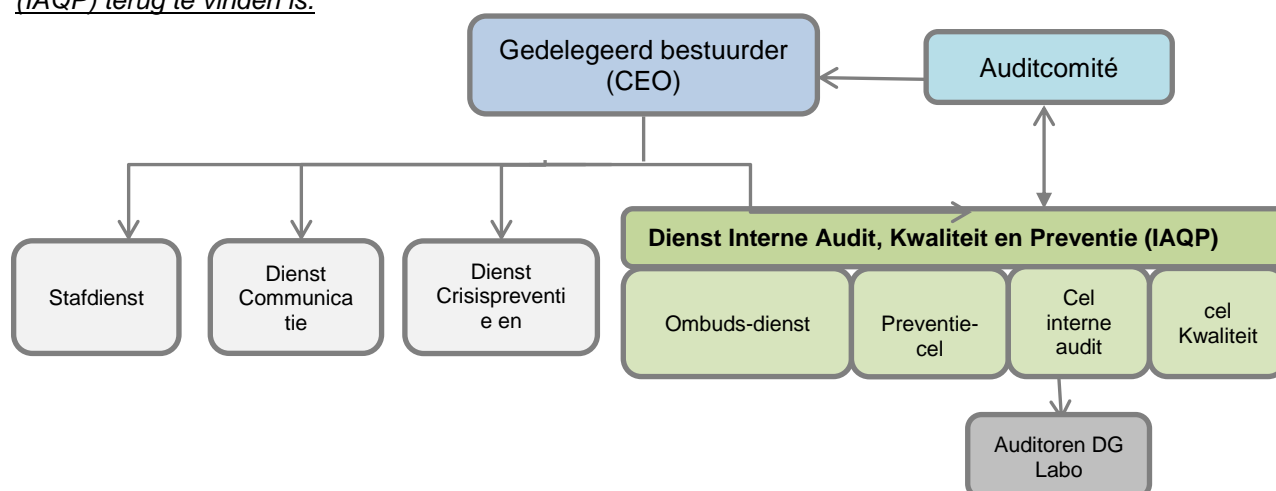 (IAQP) terug te vinden is.
Gedelegeerd bestuurder
(CEO)
Auditcomité
Dienst Interne Audit, Kwaliteit en Preventie (IAQP)
Stafdienst
Dienst
Communica
tie
Dienst
Crisispreventi
e en
Ombuds-dienst
Preventie-
cel
Cel
interne
audit
cel
Kwaliteit
Auditoren DG
Labo